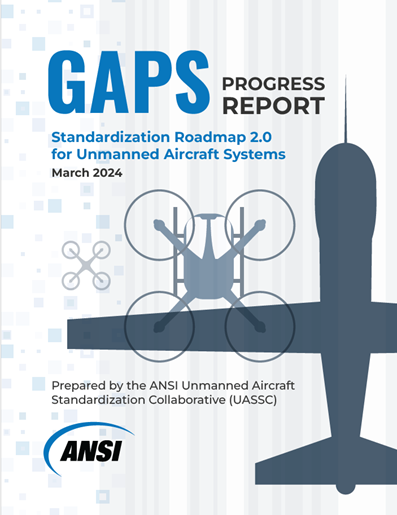 GAPS PROGRESS
REPORT
Standardization Roadmap 2.0
for Unmanned Aircraft Systems
March 2024
Prepared by the ANSI Unmanned Aircraft
Standardization Collaborative (UASSC)
ANSI